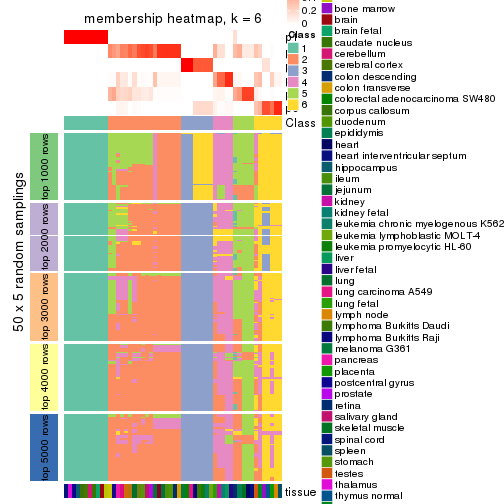 membership heatmap, k = 6
0.2
0
Class
1
2
3
4
5
6
Class
50 x 5 random samplings
top 1000 rows
top 2000 rows
top 3000 rows
top 4000 rows
top 5000 rows
tissue
bone marrow
brain
brain fetal
caudate nucleus
cerebellum
cerebral cortex
colon descending
colon transverse
colorectal adenocarcinoma SW480
corpus callosum
duodenum
epididymis
heart
heart interventricular septum
hippocampus
ileum
jejunum
kidney
kidney fetal
leukemia chronic myelogenous K562
leukemia lymphoblastic MOLT-4
leukemia promyelocytic HL-60
liver
liver fetal
lung
lung carcinoma A549
lung fetal
lymph node
lymphoma Burkitts Daudi
lymphoma Burkitts Raji
melanoma G361
pancreas
placenta
postcentral gyrus
prostate
retina
salivary gland
skeletal muscle
spinal cord
spleen
stomach
testes
thalamus
thymus normal